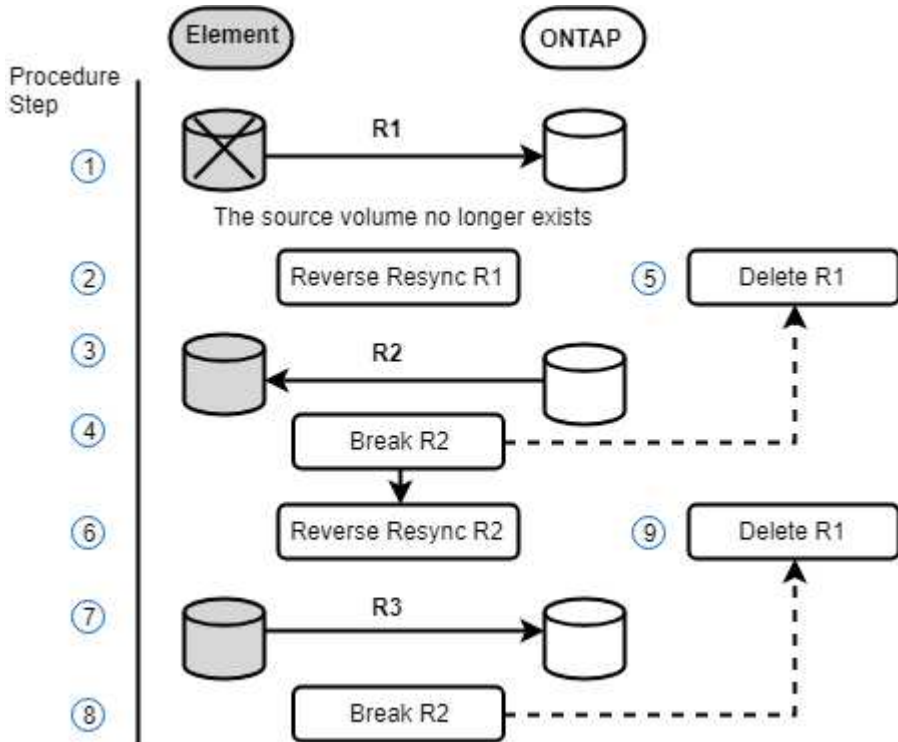 Element
ONTAP
Procedure
Step
R1
1
The source volume no longer exists
2
Reverse Resync R1
5
Delete R1
3
R2
4
Break R2
6
Reverse Resync R2
9
Delete R1
7
R3
8
Break R2